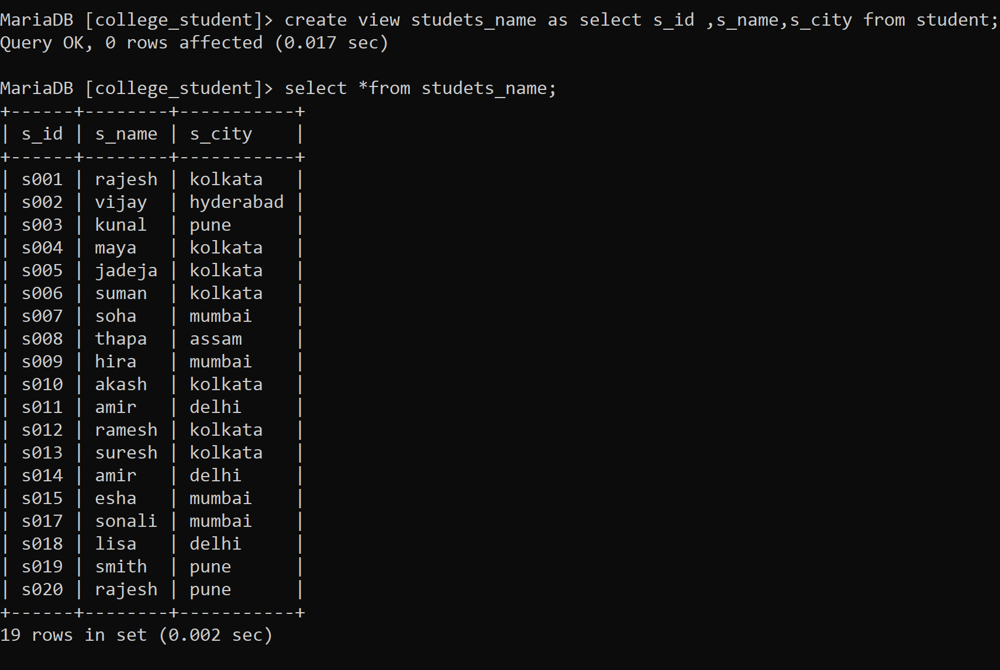 MariaDB [college_student]> create view studets_name as select s_id ,s_name,s_city from student;
Query OK, 0 rows affected (0.017 sec)

MariaDB [college_student]> select *from studets_name;
+------+--------+-----------+
| s_id | s_name | s_city    |
+------+--------+-----------+
| s001 | rajesh | kolkata   |
| s002 | vijay  | hyderabad |
| s003 | kunal  | pune      |
| s004 | maya   | kolkata   |
| s005 | jadeja | kolkata   |
| s006 | suman  | kolkata   |
| s007 | soha   | mumbai    |
| s008 | thapa  | assam     |
| s009 | hira   | mumbai    |
| s010 | akash  | kolkata   |
| s011 | amir   | delhi     |
| s012 | ramesh | kolkata   |
| s013 | suresh | kolkata   |
| s014 | amir   | delhi     |
| s015 | esha   | mumbai    |
| s017 | sonali | mumbai    |
| s018 | lisa   | delhi     |
| s019 | smith  | pune      |
| s020 | rajesh | pune      |
+------+--------+-----------+
19 rows in set (0.002 sec)